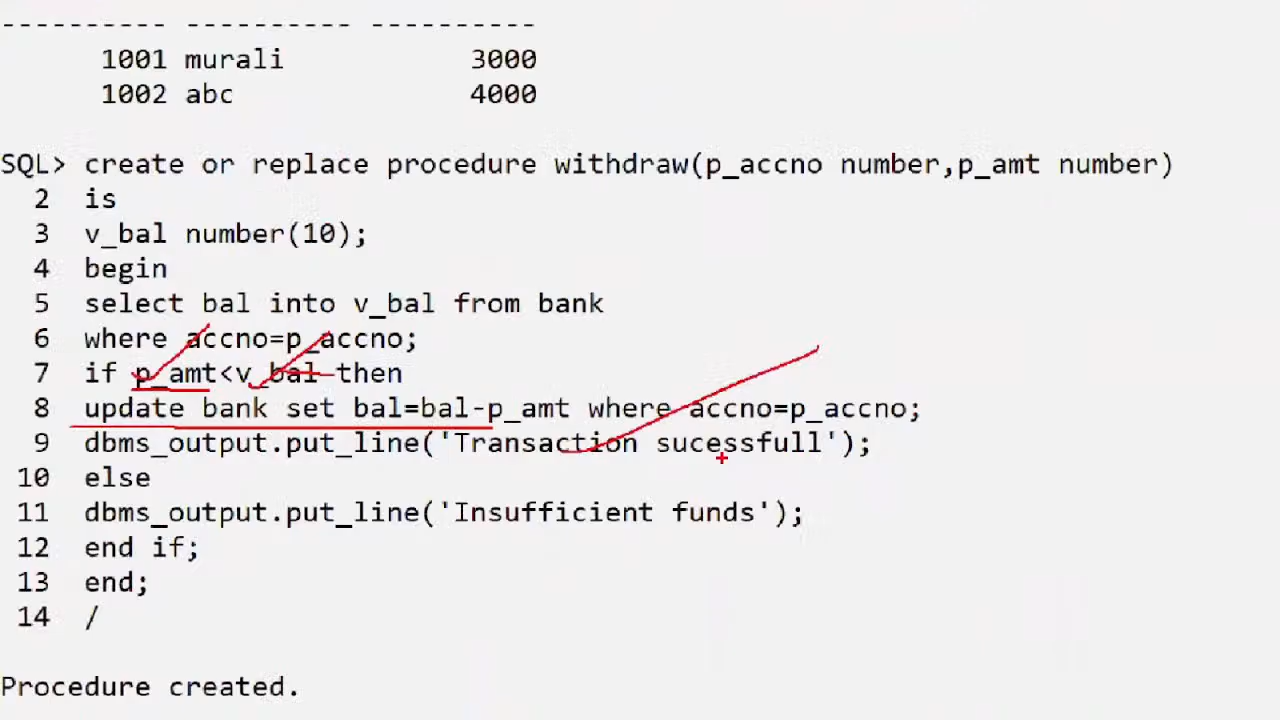 ---------- ---------- ----------
1001 murali 3000
1002 abc 4000
SQL> create or replace procedure withdraw(p_accno number,p_amt number)
2 is
3 v_bal number(10);
4 begin
5 select bal into v_bal from bank
6 where accno=p_accno;
7 if p_amt<v_bal then
8 update bank set bal=bal-p_amt where accno=p_accno;
9 dbms_output.put_line('Transaction sucessfull');
10 else
11 dbms_output.put_line('Insufficient funds');
12 end if;
13 end;
14 /
Procedure created.